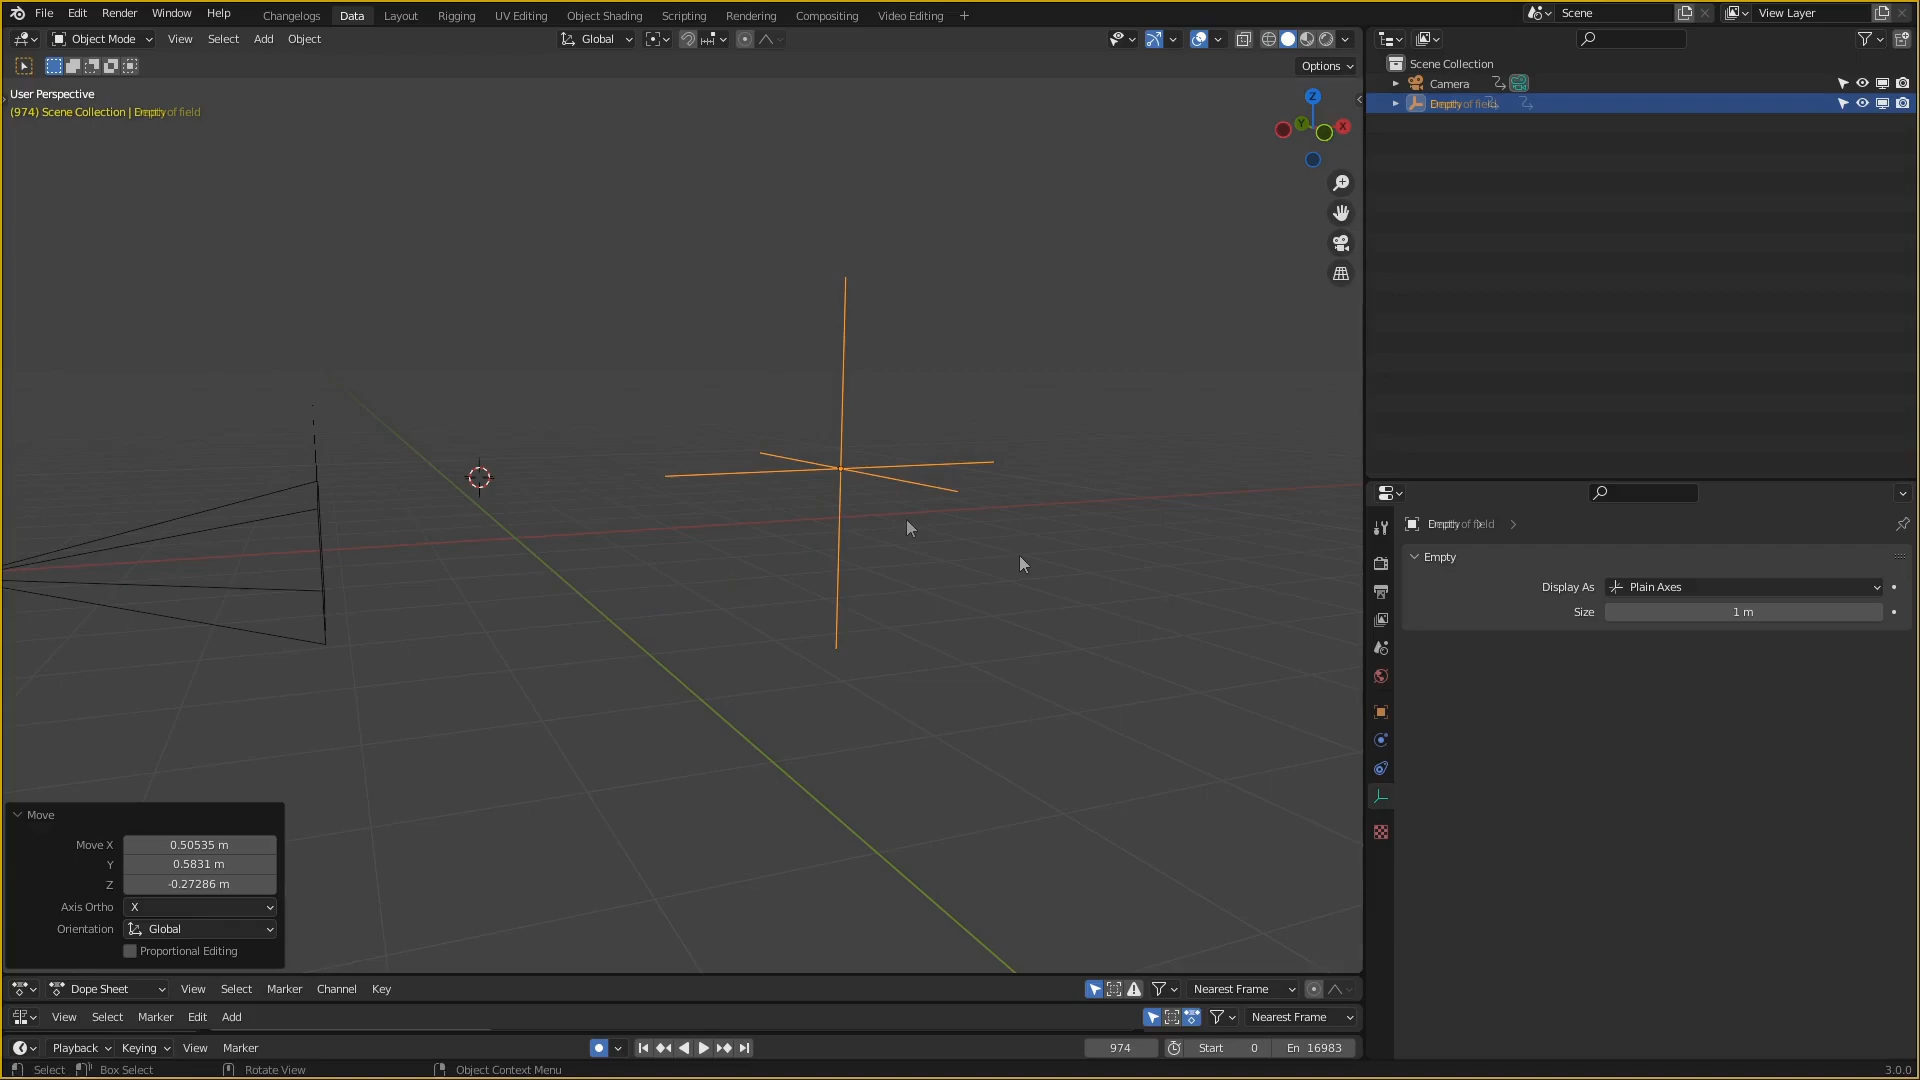 File Edit Render Window Help Changelogs Data Layout Rigging UV Editing Object Shading Scripting Rendering Compositing Video Editing + Scene View Layer
Object Mode View Select Add Object Global
Options
User Perspective
(974) Scene Collection | Empty of field
Z
Y
X
Scene Collection
Camera
Empty of field
Empty of field
Empty
Display As Plain Axes
Size 1 m
Move
Move X 0.50535 m
Y 0.5831 m
Z -0.27286 m
Axis Ortho X
Orientation Global
Proportional Editing
Dope Sheet View Select Marker Channel Key Nearest Frame
View Select Marker Edit Add Nearest Frame
Playback Keying View Marker 974 Start 0 En 16983
Select Box Select Rotate View Object Context Menu 3.0.0